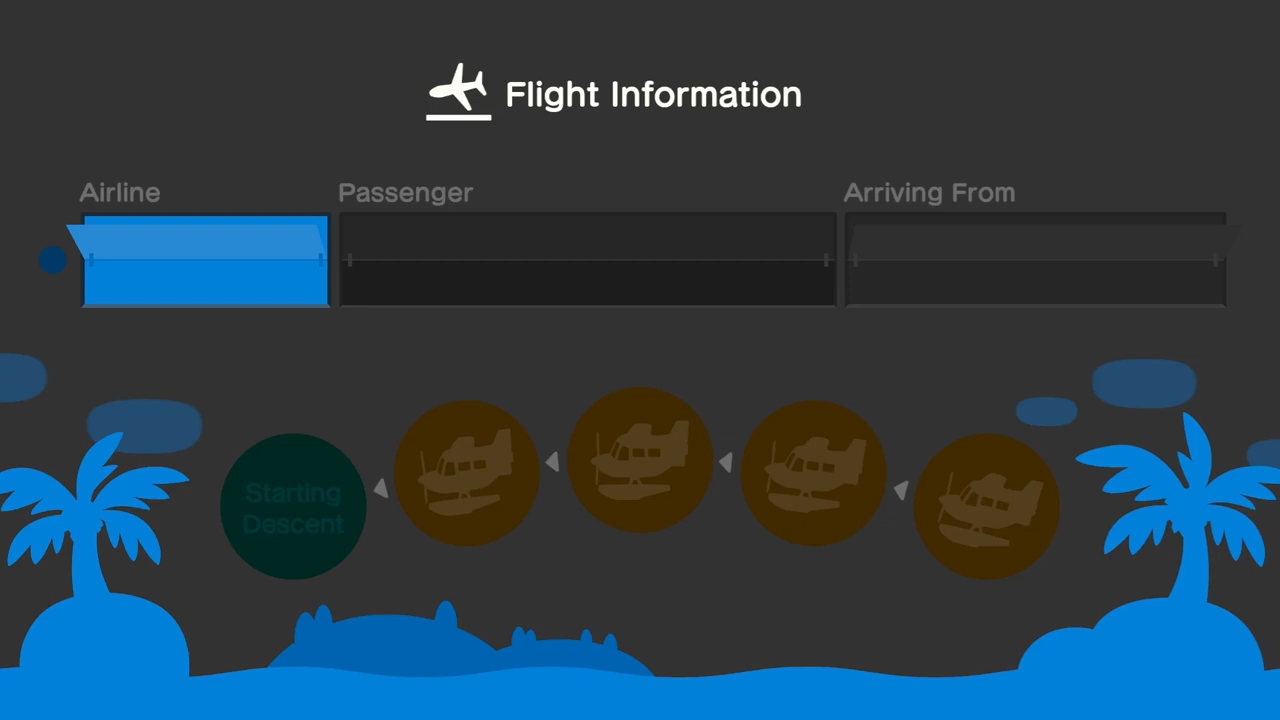 Flight Information
Airline
Passenger
Arriving From
Starting
Descent